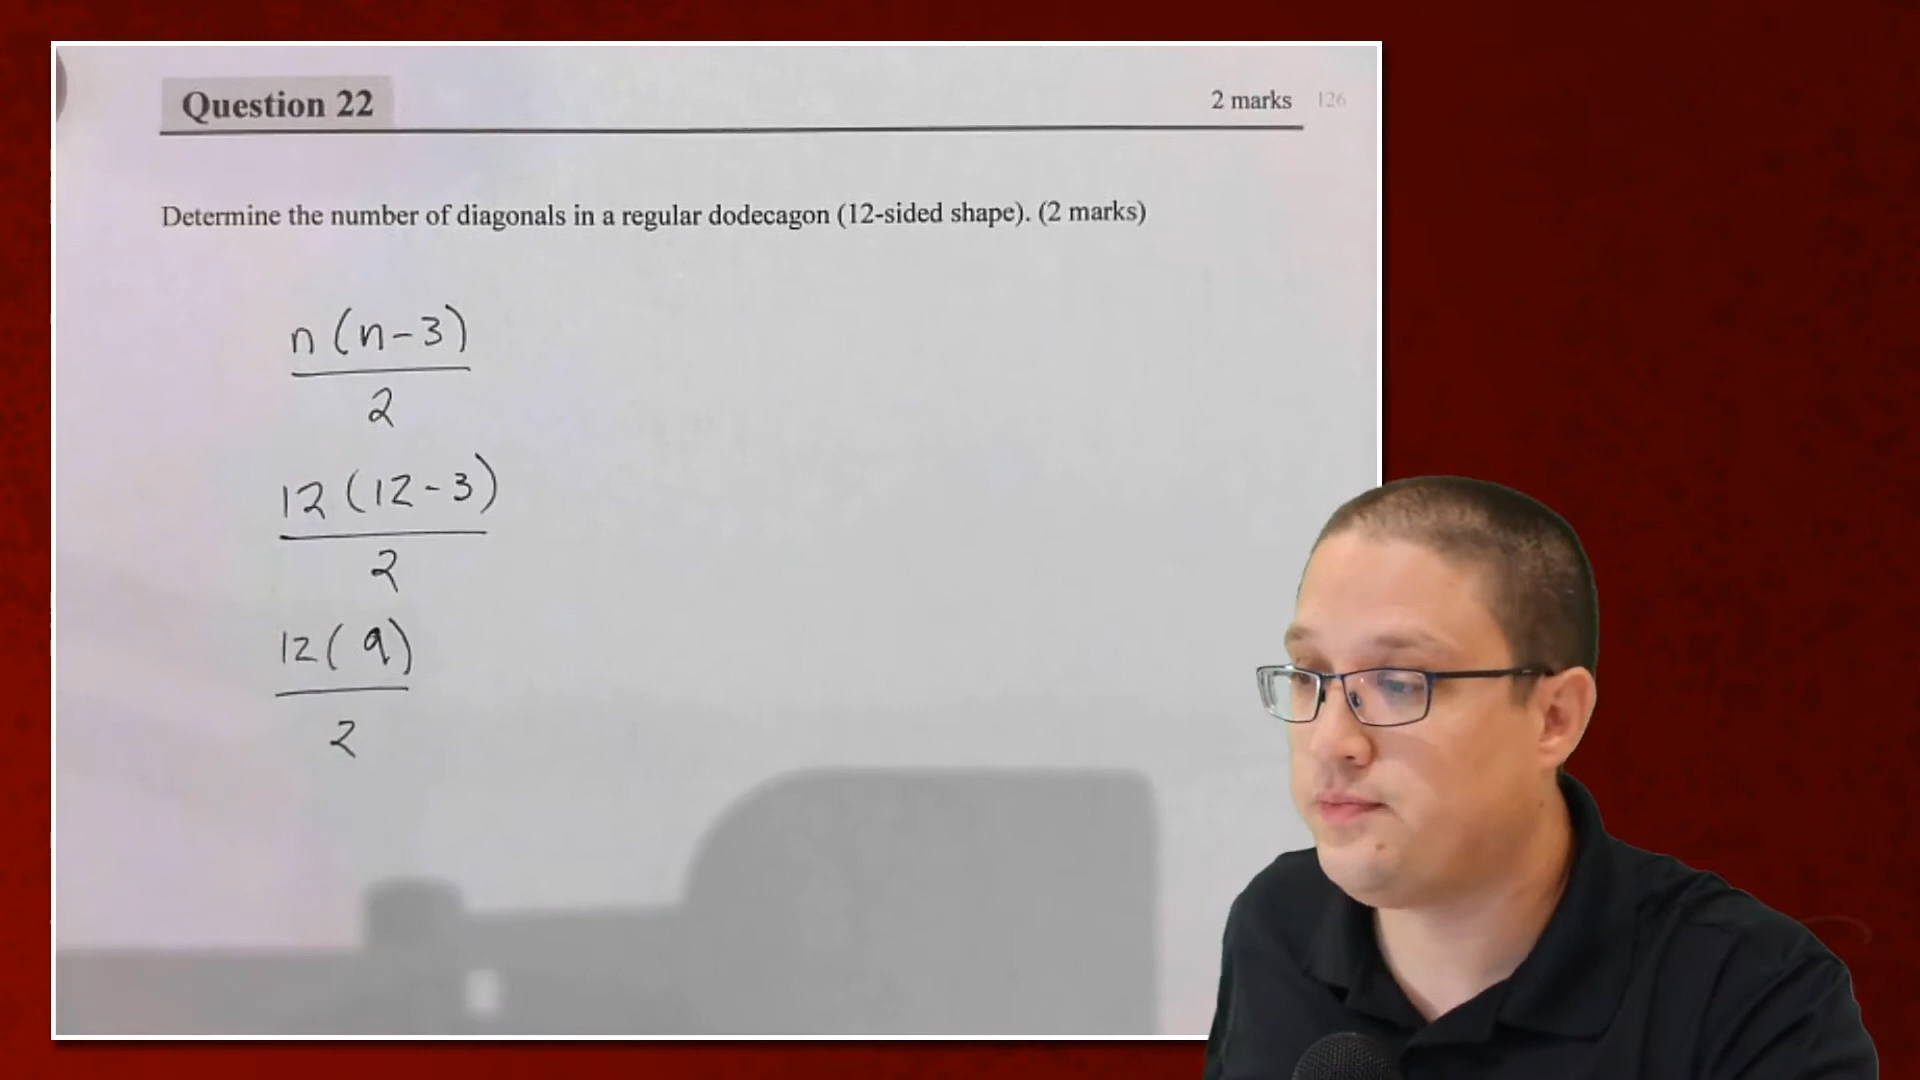 Question 22
2 marks 126
Determine the number of diagonals in a regular dodecagon (12-sided shape). (2 marks)
n (n-3)
2
12 (12-3)
2
12 ( 9)
2